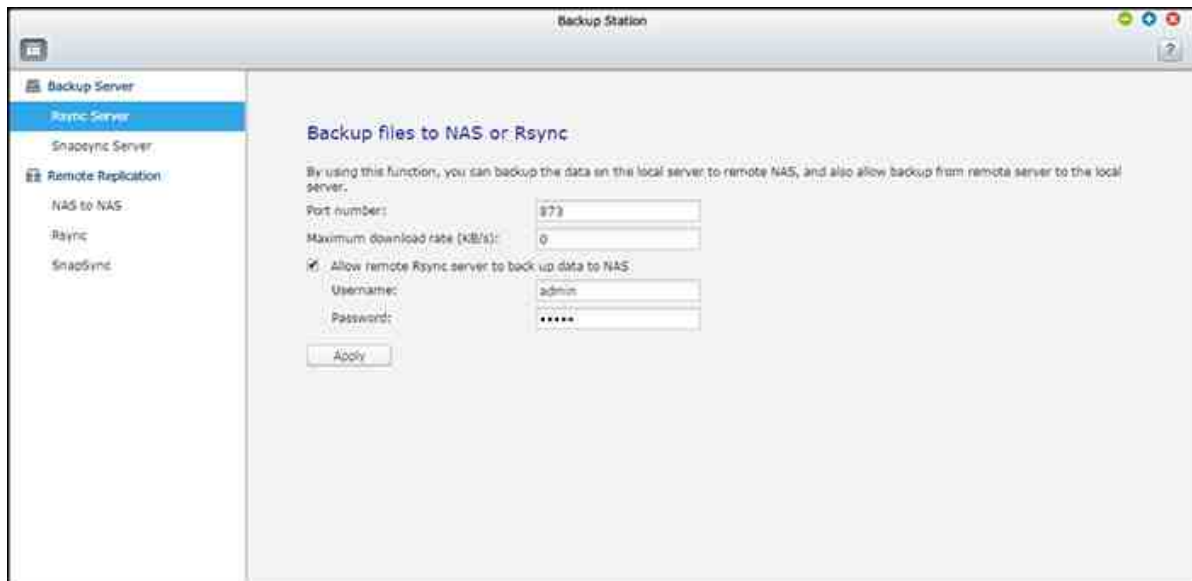 Backup Station
?
Backup Server
Rsync Server
Snapsync Server
Remote Replication
NAS to NAS
Rsync
SnapSync
Backup files to NAS or Rsync
By using this function, you can backup the data on the local server to remote NAS, and also allow backup from remote server to the local
server.
Port number:
873
Maximum download rate (KB/s):
0
Allow remote Rsync server to back up data to NAS
Username:
admin
Password:
•••••
Apply